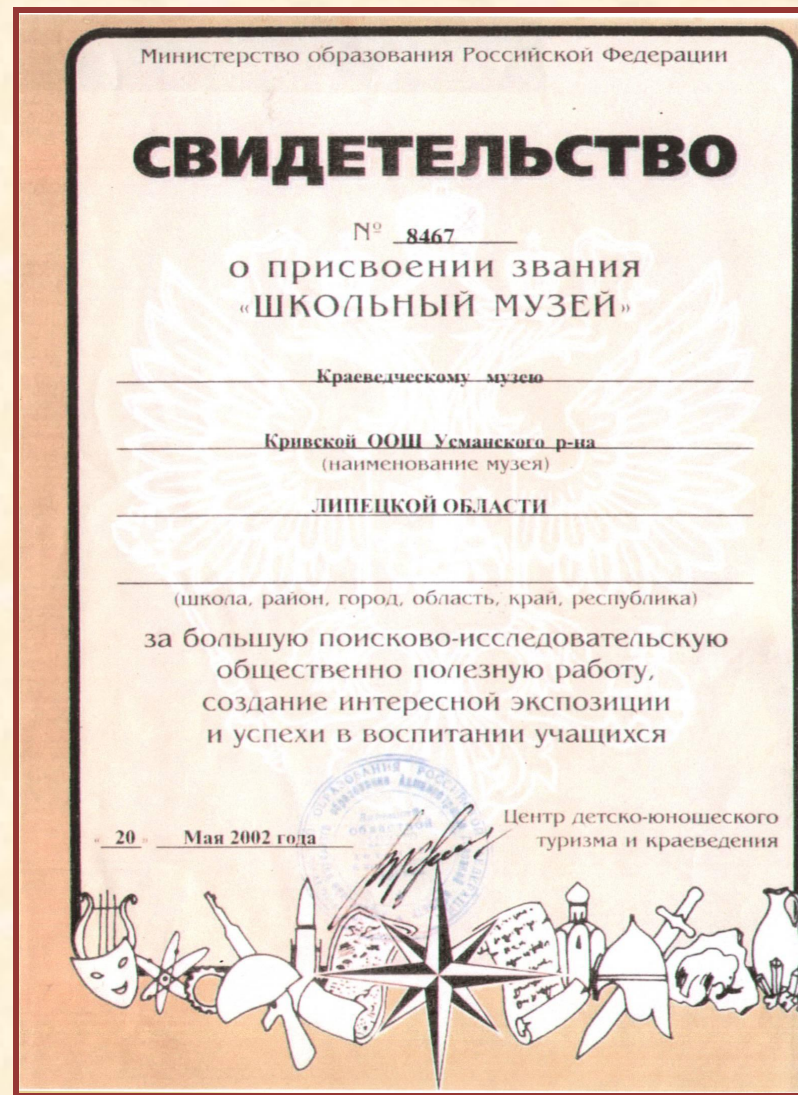 Министерство образования Российской Федерации
СВИДЕТЕЛЬСТВО
№ 8467
о присвоении звания
«ШКОЛЬНЫЙ МУЗЕЙ»
Краеведческому музею
Кривской ООШ Усманского р-на
(наименование музея)
ЛИПЕЦКОЙ ОБЛАСТИ
(школа, район, город, область, край, республика)
за большую поисково-исследовательскую
общественно полезную работу,
создание интересной экспозиции
и успехи в воспитании учащихся
Центр детско-юношеского
туризма и краеведения
« 20 » Мая 2002 года